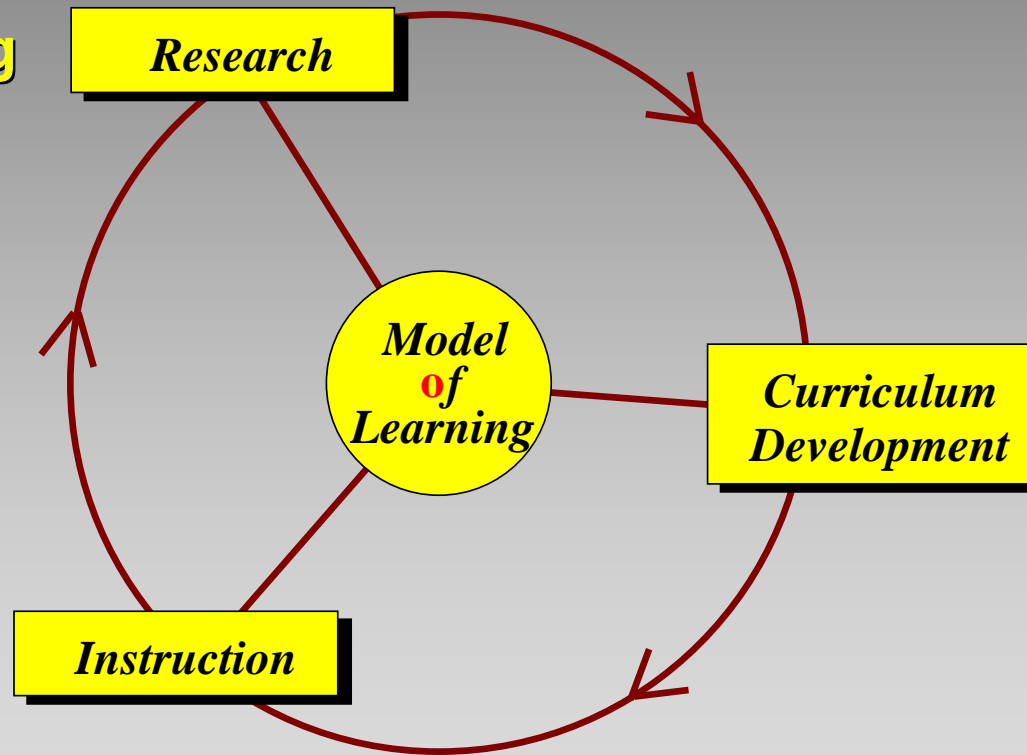 g
Research
Model
of
Learning
Curriculum
Development
Instruction